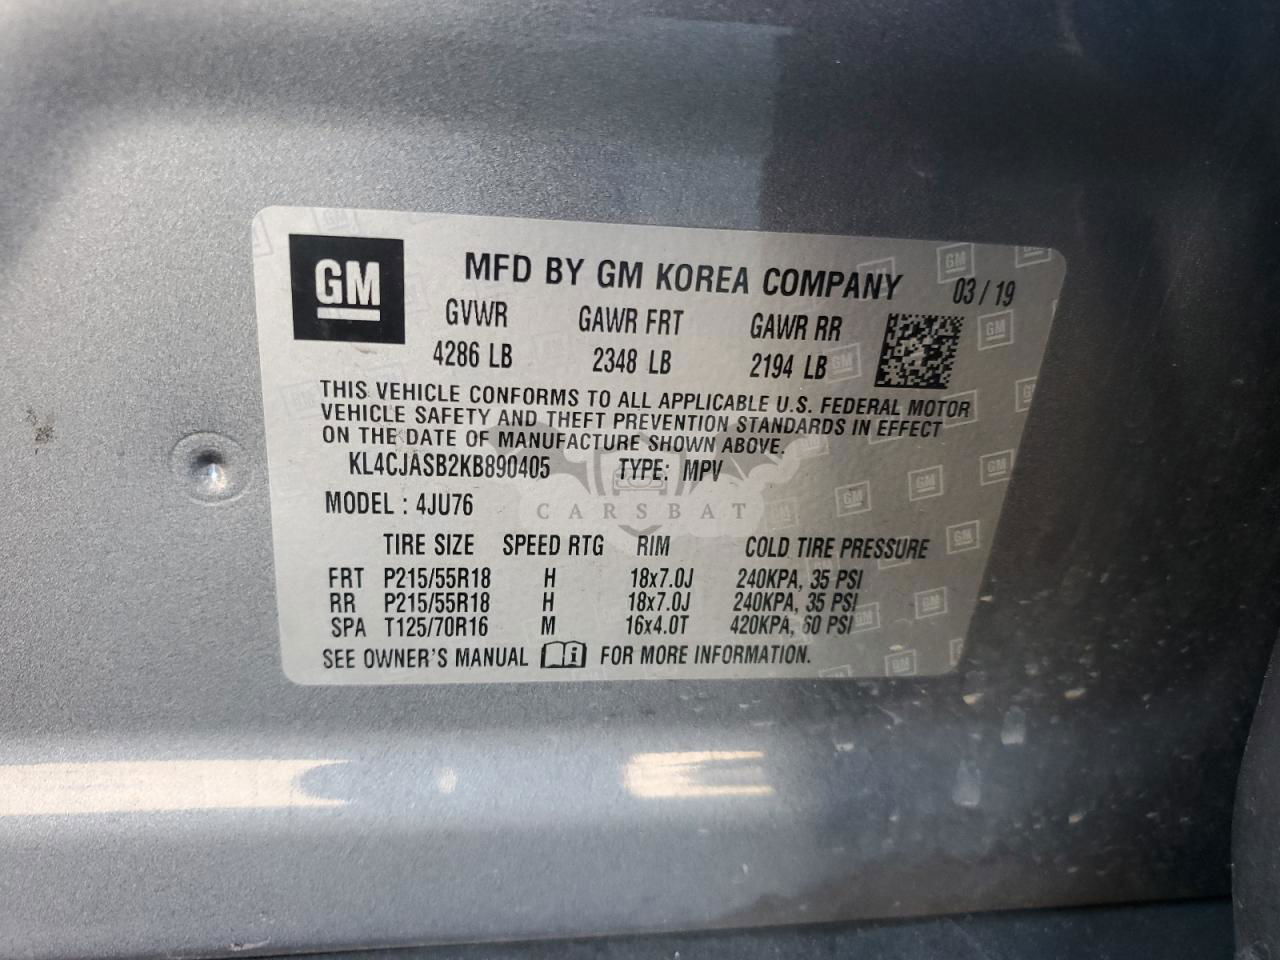 GM
MFD BY GM KOREA COMPANY 03 / 19
GVWR GAWR FRT GAWR RR
4286 LB 2348 LB 2194 LB
THIS VEHICLE CONFORMS TO ALL APPLICABLE U.S. FEDERAL MOTOR
VEHICLE SAFETY AND THEFT PREVENTION STANDARDS IN EFFECT
ON THE DATE OF MANUFACTURE SHOWN ABOVE.
KL4CJASB2KB890405 TYPE: MPV
MODEL : 4JU76
CARSBAT
TIRE SIZE SPEED RTG RIM COLD TIRE PRESSURE
FRT P215/55R18 H 18x7.0J 240KPA, 35 PSI
RR P215/55R18 H 18x7.0J 240KPA, 35 PSI
SPA T125/70R16 M 16x4.0T 420KPA, 60 PSI
SEE OWNER'S MANUAL i FOR MORE INFORMATION.